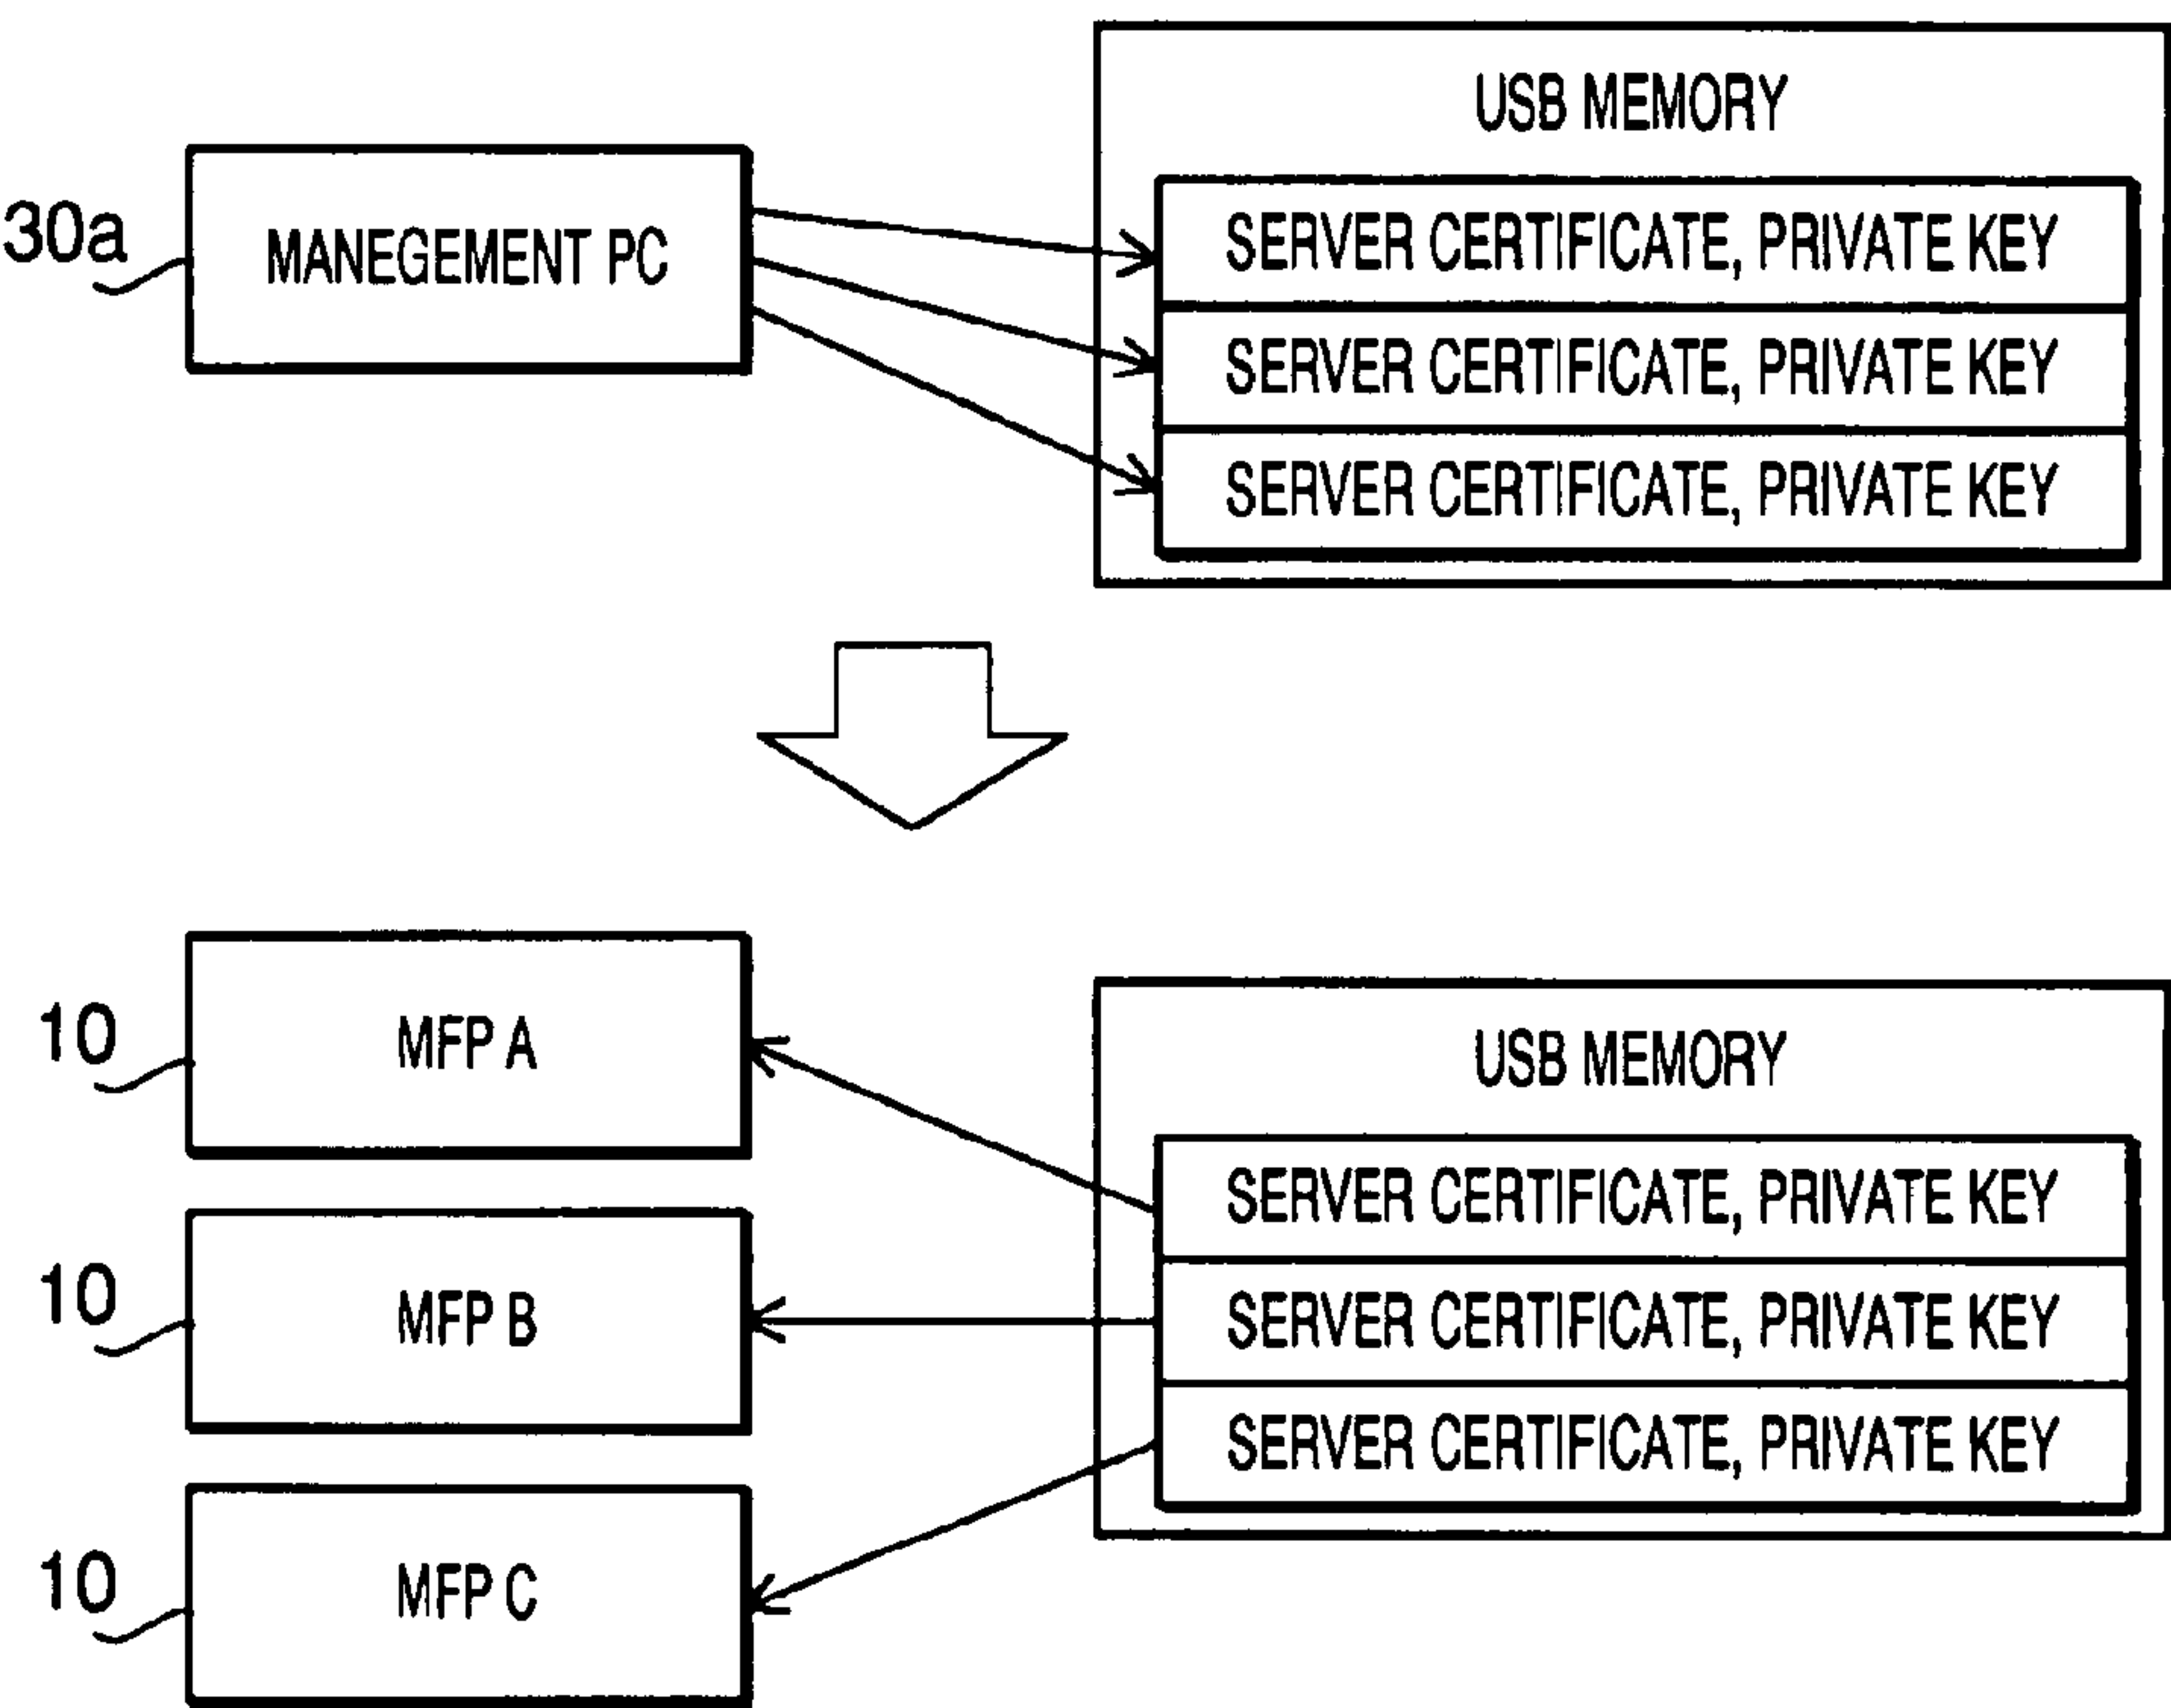 USB MEMORY
30a
MANEGEMENT PC
SERVER CERTIFICATE, PRIVATE KEY
SERVER CERTIFICATE, PRIVATE KEY
SERVER CERTIFICATE, PRIVATE KEY
10
MFP A
10
MFP B
10
MFP C
USB MEMORY
SERVER CERTIFICATE, PRIVATE KEY
SERVER CERTIFICATE, PRIVATE KEY
SERVER CERTIFICATE, PRIVATE KEY